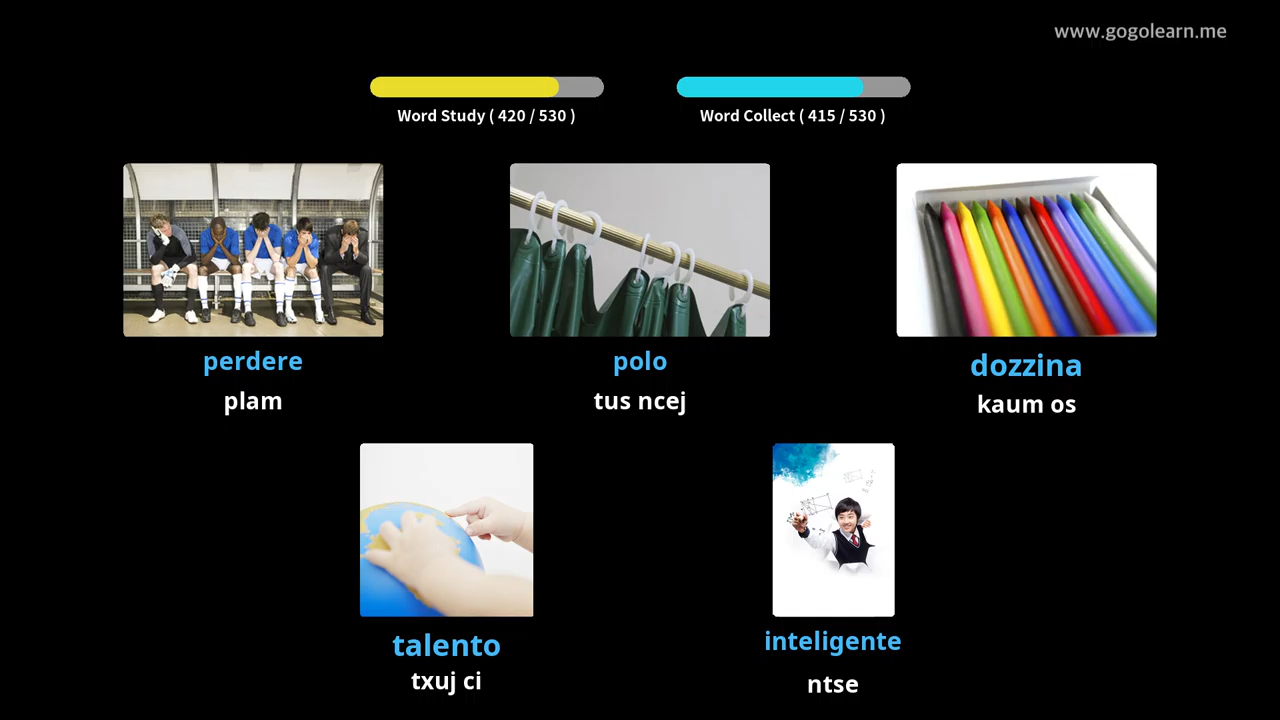 www.gogolearn.me
Word Study ( 420 / 530 )
Word Collect ( 415 / 530 )
perdere
plam
polo
tus ncej
dozzina
kaum os
talento
txuj ci
inteligente
ntse